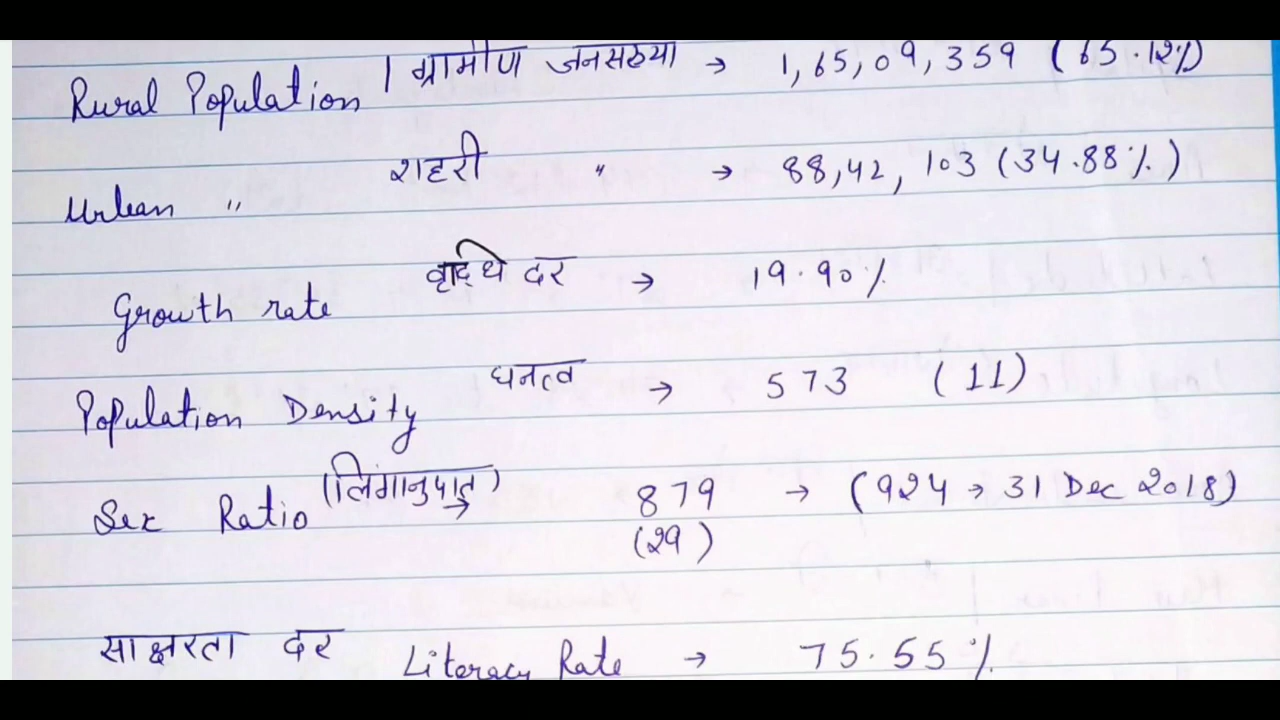 Rural Population / ग्रामीण जनसंख्या → 1,65,09,359 (65.12%)
शहरी " → 88,42,103 (34.88%)
Urban "
वृद्धि दर → 19.90%
Growth rate
घनत्व → 573 (11)
Population Density
Sex Ratio (लिंगानुपात) → 879 → (924 → 31 Dec 2018)
(29)
साक्षरता दर Literacy Rate → 75.55%